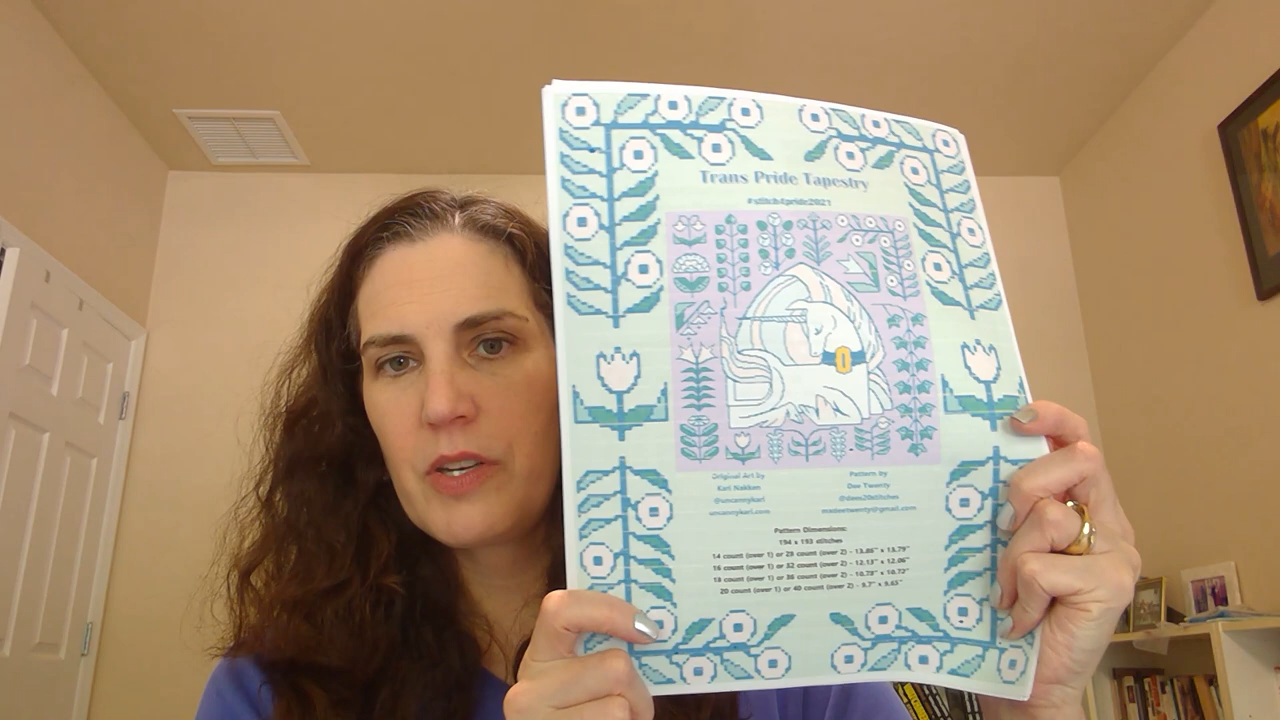 Trans Pride Tapestry
#stitch4pride2021
Original Art by
Kari Nakken
@uncannykari
uncannykari.com
Pattern by
Dee Twenty
@dees20stitches
msdeetwenty@gmail.com
Pattern Dimensions:
194 x 193 stitches
14 count (over 1) or 28 count (over 2) - 13.86" x 13.79"
16 count (over 1) or 32 count (over 2) - 12.13" x 12.06"
18 count (over 1) or 36 count (over 2) - 10.78" x 10.72"
20 count (over 1) or 40 count (over 2) - 9.7" x 9.65"